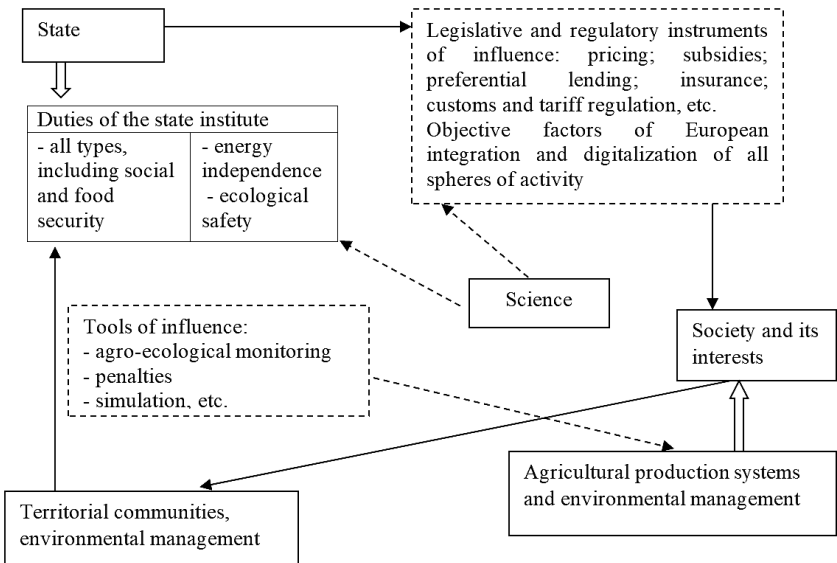 State
Legislative and regulatory instruments
of influence: pricing; subsidies;
preferential lending; insurance;
customs and tariff regulation, etc.
Objective factors of European
integration and digitalization of all
spheres of activity
Duties of the state institute
- all types,
including social
and food
security
- energy
independence
- ecological
safety
Science
Tools of influence:
- agro-ecological monitoring
- penalties
- simulation, etc.
Society and its
interests
Agricultural production systems
and environmental management
Territorial communities,
environmental management